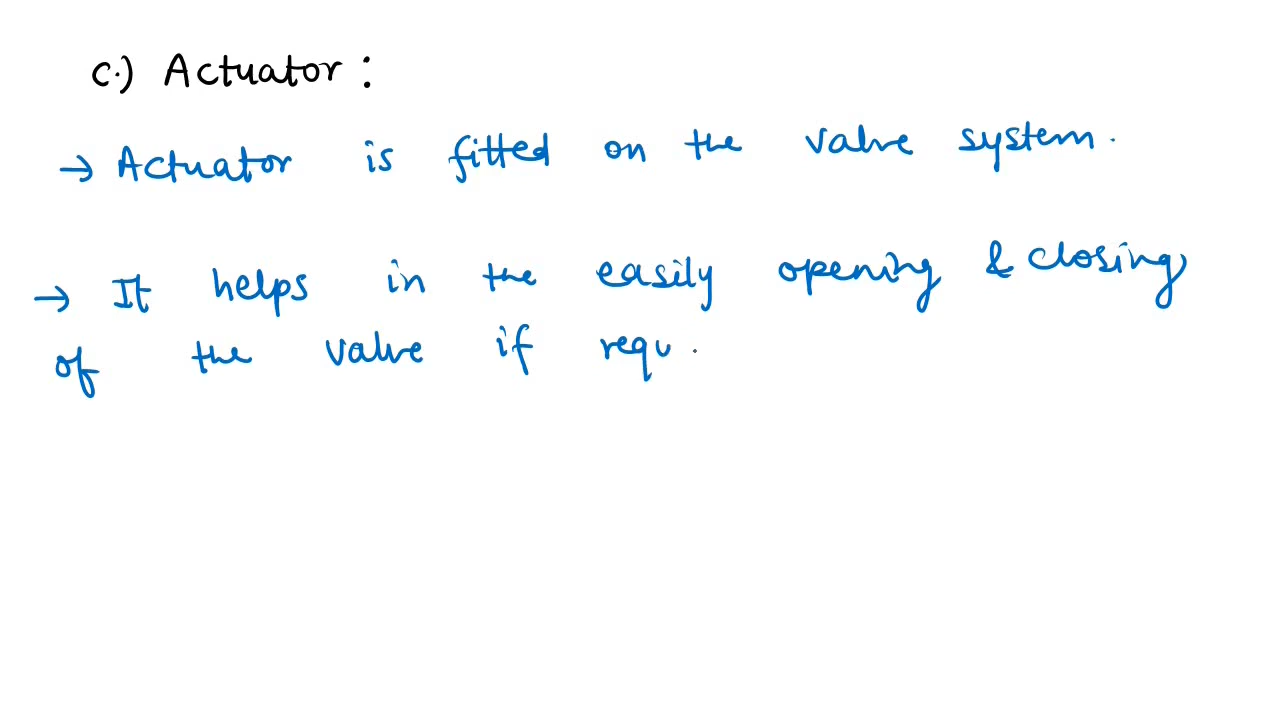 c.) Actuator :
→ Actuator is fitted on the valve system.
→ It helps in the easily opening & closing
of the valve if requ